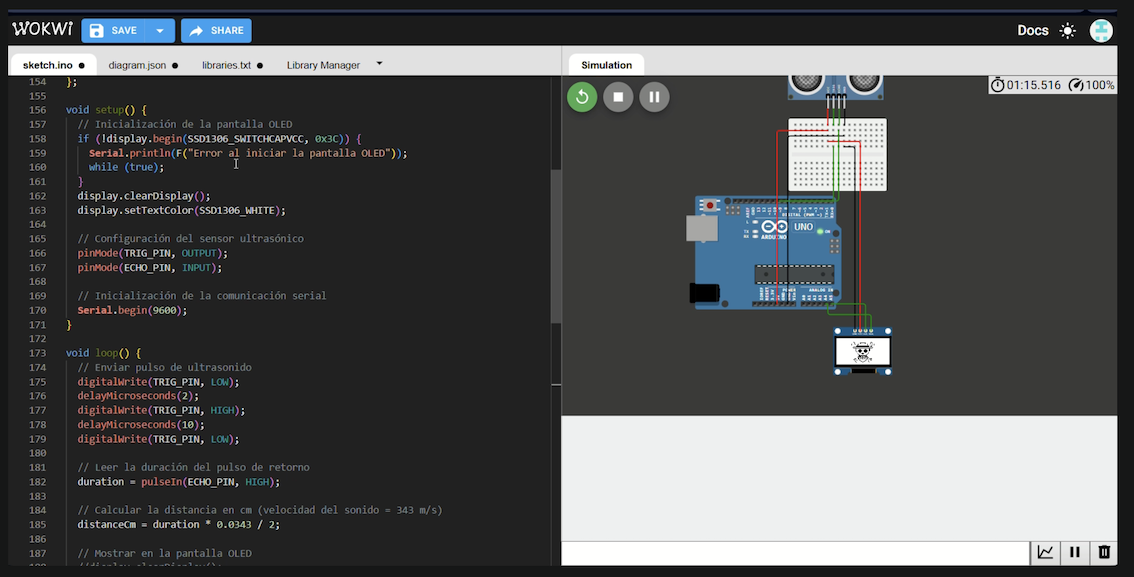 WOKWI
SAVE
SHARE
Docs
sketch.ino
diagram.json
libraries.txt
Library Manager
Simulation
01:15.516
100%
154 };
155
156 void setup() {
157 // Inicialización de la pantalla OLED
158 if (!display.begin(SSD1306_SWITCHCAPVCC, 0x3C)) {
159 Serial.println(F("Error al iniciar la pantalla OLED"));
160 while (true);
161 }
162 display.clearDisplay();
163 display.setTextColor(SSD1306_WHITE);
164
165 // Configuración del sensor ultrasónico
166 pinMode(TRIG_PIN, OUTPUT);
167 pinMode(ECHO_PIN, INPUT);
168
169 // Inicialización de la comunicación serial
170 Serial.begin(9600);
171 }
172
173 void loop() {
174 // Enviar pulso de ultrasonido
175 digitalWrite(TRIG_PIN, LOW);
176 delayMicroseconds(2);
177 digitalWrite(TRIG_PIN, HIGH);
178 delayMicroseconds(10);
179 digitalWrite(TRIG_PIN, LOW);
180
181 // Leer la duración del pulso de retorno
182 duration = pulseIn(ECHO_PIN, HIGH);
183
184 // Calcular la distancia en cm (velocidad del sonido = 343 m/s)
185 distanceCm = duration * 0.0343 / 2;
186
187 // Mostrar en la pantalla OLED
DIGITAL (PWM ~)
UNO
ARDUINO
ON
POWER
ANALOG IN